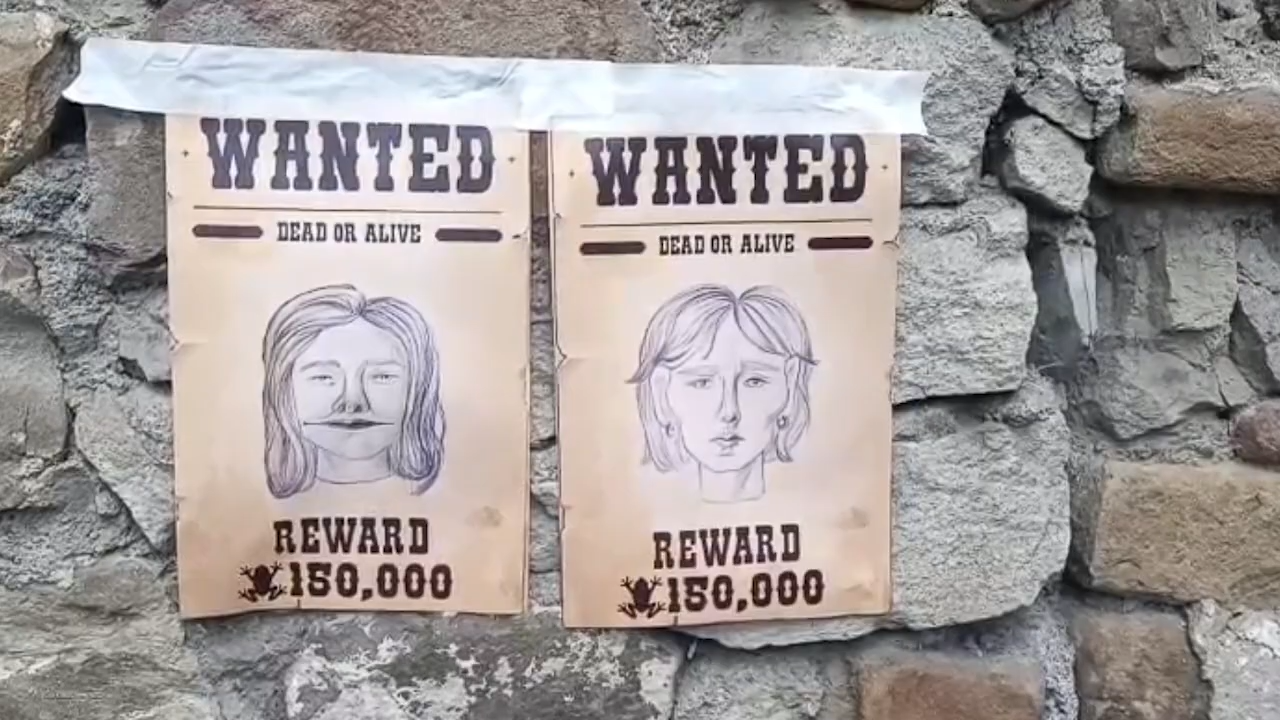 WANTED
DEAD OR ALIVE
REWARD
150,000
WANTED
DEAD OR ALIVE
REWARD
150,000